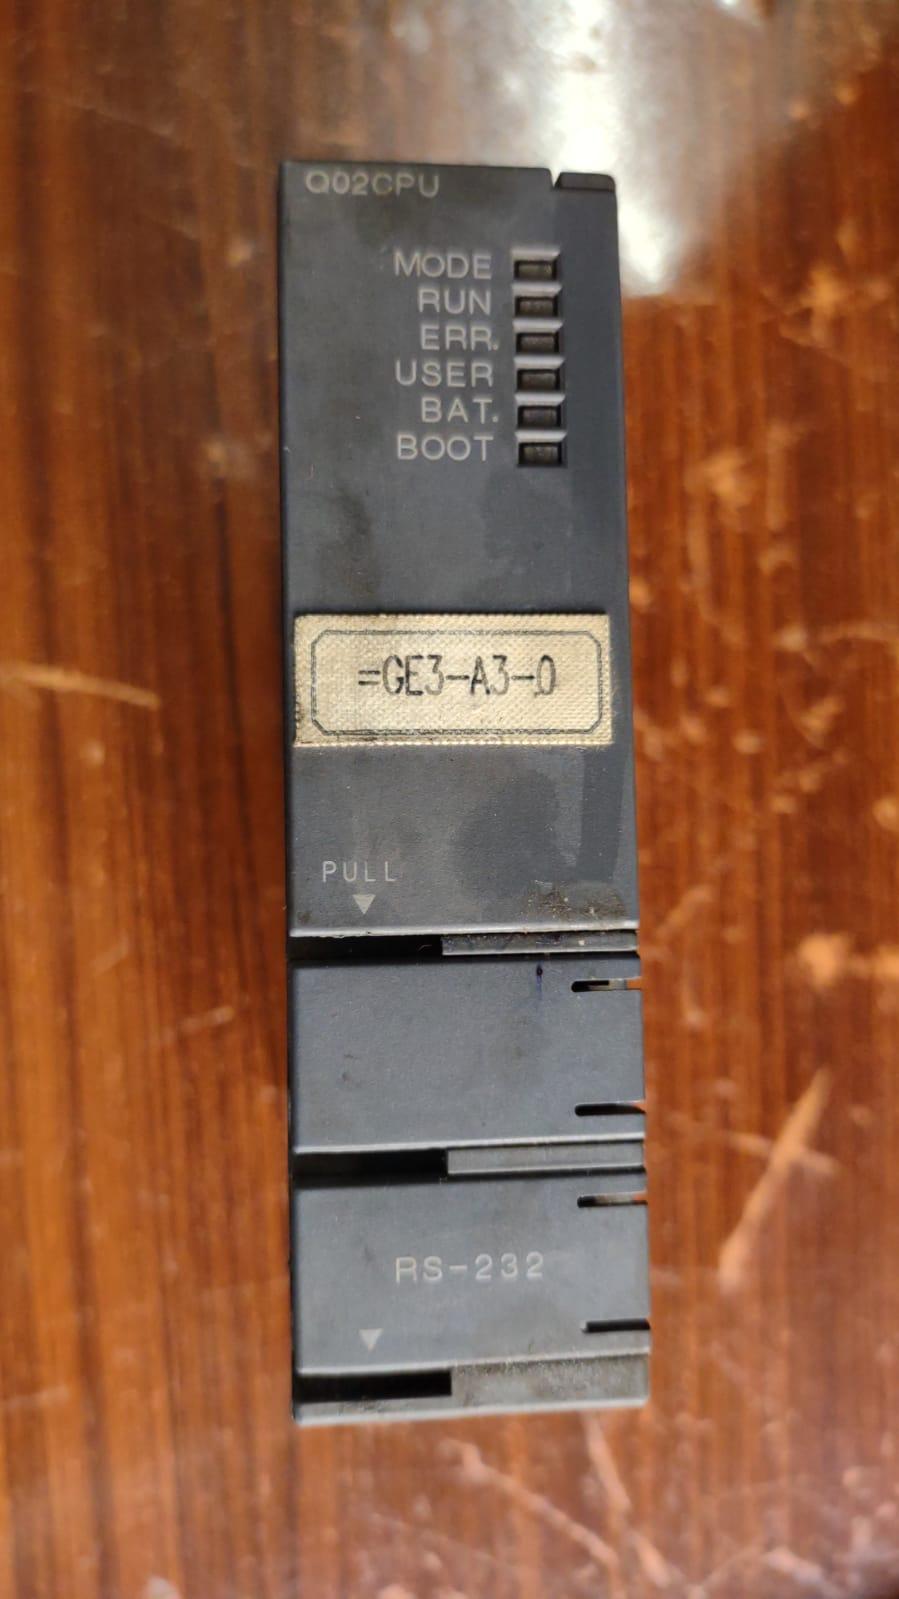 Q02CPU
MODE
RUN
ERR.
USER
BAT.
BOOT
=GE3-A3-0
PULL
RS-232